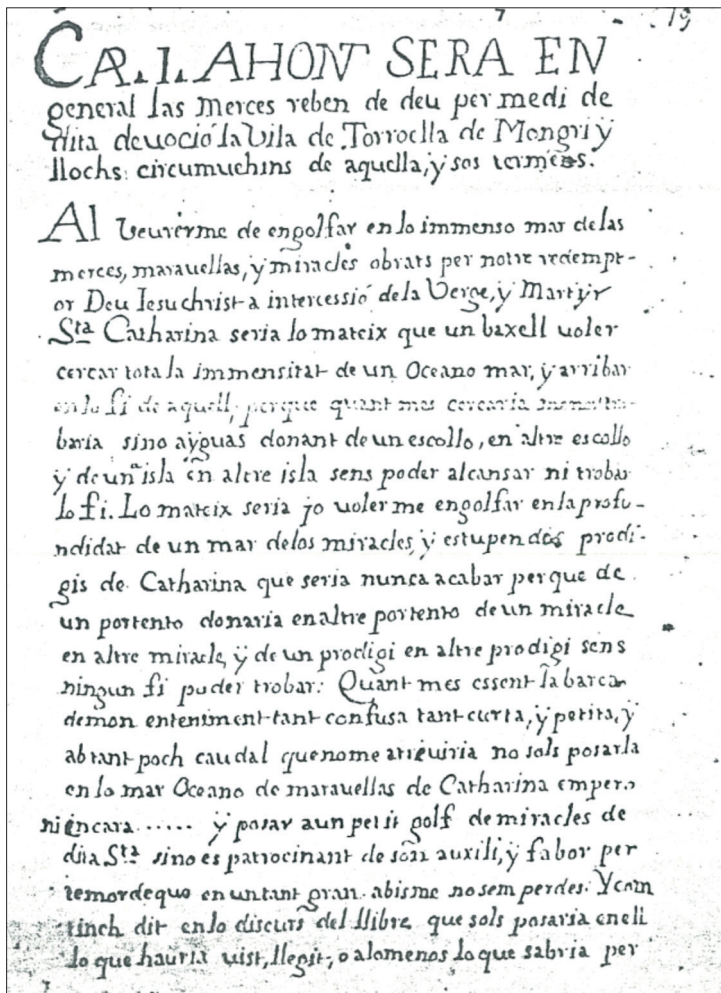 19
CAP. I. AHONT SERA EN
general las Merces reben de deu per medi de
dita devoció la Vila de Torroella de Mongri y
llochs circumvehins de aquella, y sos termens.
Al veurerme de engolfar en lo immenso mar de las
merces, maravellas, y miracles obrats per notre redempt-
or Deu Iesuchrist a intercessió de la Verge, y Martyr
Sta Catharina seria lo mateix que un baxell voler
cercar tota la immensitat de un Oceano mar, y arribar
en lo fi de aquell, perque quant mes cercaria
baria sino aÿguas donant de un escollo, en altre escollo
y de un isla en altre isla sens poder alcansar ni trobar
lo fi. Lo mateix seria jo voler me engolfar en la profu-
ndidat de un mar de los miracles, y estupendos prodi-
gis de Catharina que seria nunca acabar perque de
un portento donaria en altre portento de un miracle
en altre miracle, ÿ de un prodigi en altre prodigi sens
ningun fi poder trobar: Quant mes essent la barca
de mon enteniment tant confusa tant curta, ÿ petita, ÿ
ab tant poch caudal que no me atreviria no sols posarla
en lo mar Oceano de maravellas de Catharina empero
ni encara ..... ÿ posar a un petit golf de miracles de
dita Sta sino es patrocinant de son auxili, ÿ fabor per
temor de que en un tant gran abisme no sem perdes. Y com
tinch dit en lo discurs del llibre que sols posaria en ell
lo que hauria vist, llegit, o alomenos lo que sabria per